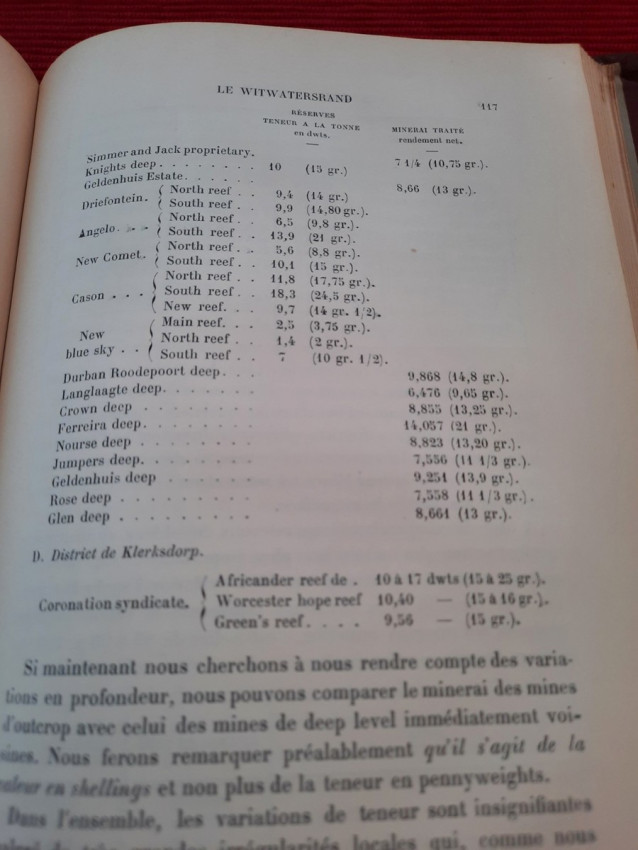 LE WITWATERSRAND 117
RÉSERVES
TENEUR A LA TONNE
en dwts.
MINERAI TRAITÉ
rendement net.
Simmer and Jack proprietary.
Knights deep . . . . . . . . 10 (15 gr.) 7 1/4 (10,75 gr.).
Geldenhuis Estate . . . . . . 8,66 (13 gr.).
Driefontein. { North reef . . 9,4 (14 gr.)
South reef . . 9,9 (14,80 gr.).
Angelo. . . { North reef . . 6,5 (9,8 gr.).
South reef . . 13,9 (21 gr.).
New Comet. { North reef . . 5,6 (8,8 gr.).
South reef . . 10,1 (15 gr.).
Cason . . . { North reef . . 11,8 (17,75 gr.).
South reef . . 18,3 (24,5 gr.).
New reef. . . 9,7 (14 gr. 1/2).
New blue sky . . { Main reef. . . 2,5 (3,75 gr.).
North reef . . 1,4 (2 gr.).
South reef . . 7 (10 gr. 1/2).
Durban Roodepoort deep . . . 9,868 (14,8 gr.).
Langlaagte deep. . . . . . . 6,476 (9,65 gr.).
Crown deep . . . . . . . . 8,855 (13,25 gr.).
Ferreira deep . . . . . . . . 14,057 (21 gr.).
Nourse deep . . . . . . . . 8,823 (13,20 gr.).
Jumpers deep. . . . . . . . 7,556 (11 1/3 gr.).
Geldenhuis deep . . . . . . 9,251 (13,9 gr.).
Rose deep . . . . . . . . . 7,558 (11 1/3 gr.).
Glen deep . . . . . . . . . 8,661 (13 gr.).
D. District de Klerksdorp.
Coronation syndicate. { Africander reef de . 10 à 17 dwts (15 à 25 gr.).
Worcester hope reef 10,40 — (15 à 16 gr.).
Green's reef. . . . 9,56 — (15 gr.).
Si maintenant nous cherchons à nous rendre compte des varia-
tions en profondeur, nous pouvons comparer le minerai des mines
d'outcrop avec celui des mines de deep level immédiatement voi-
sines. Nous ferons remarquer préalablement qu'il s'agit de la
valeur en shellings et non plus de la teneur en pennyweights.
Dans l'ensemble, les variations de teneur sont insignifiantes
de très grandes irrégularités locales qui, comme nous